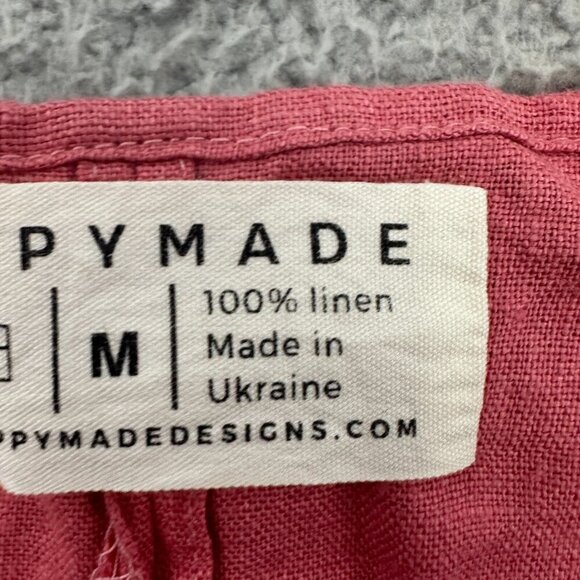 PYMADE
M
100% linen
Made in
Ukraine
PPYMADEDESIGNS.COM